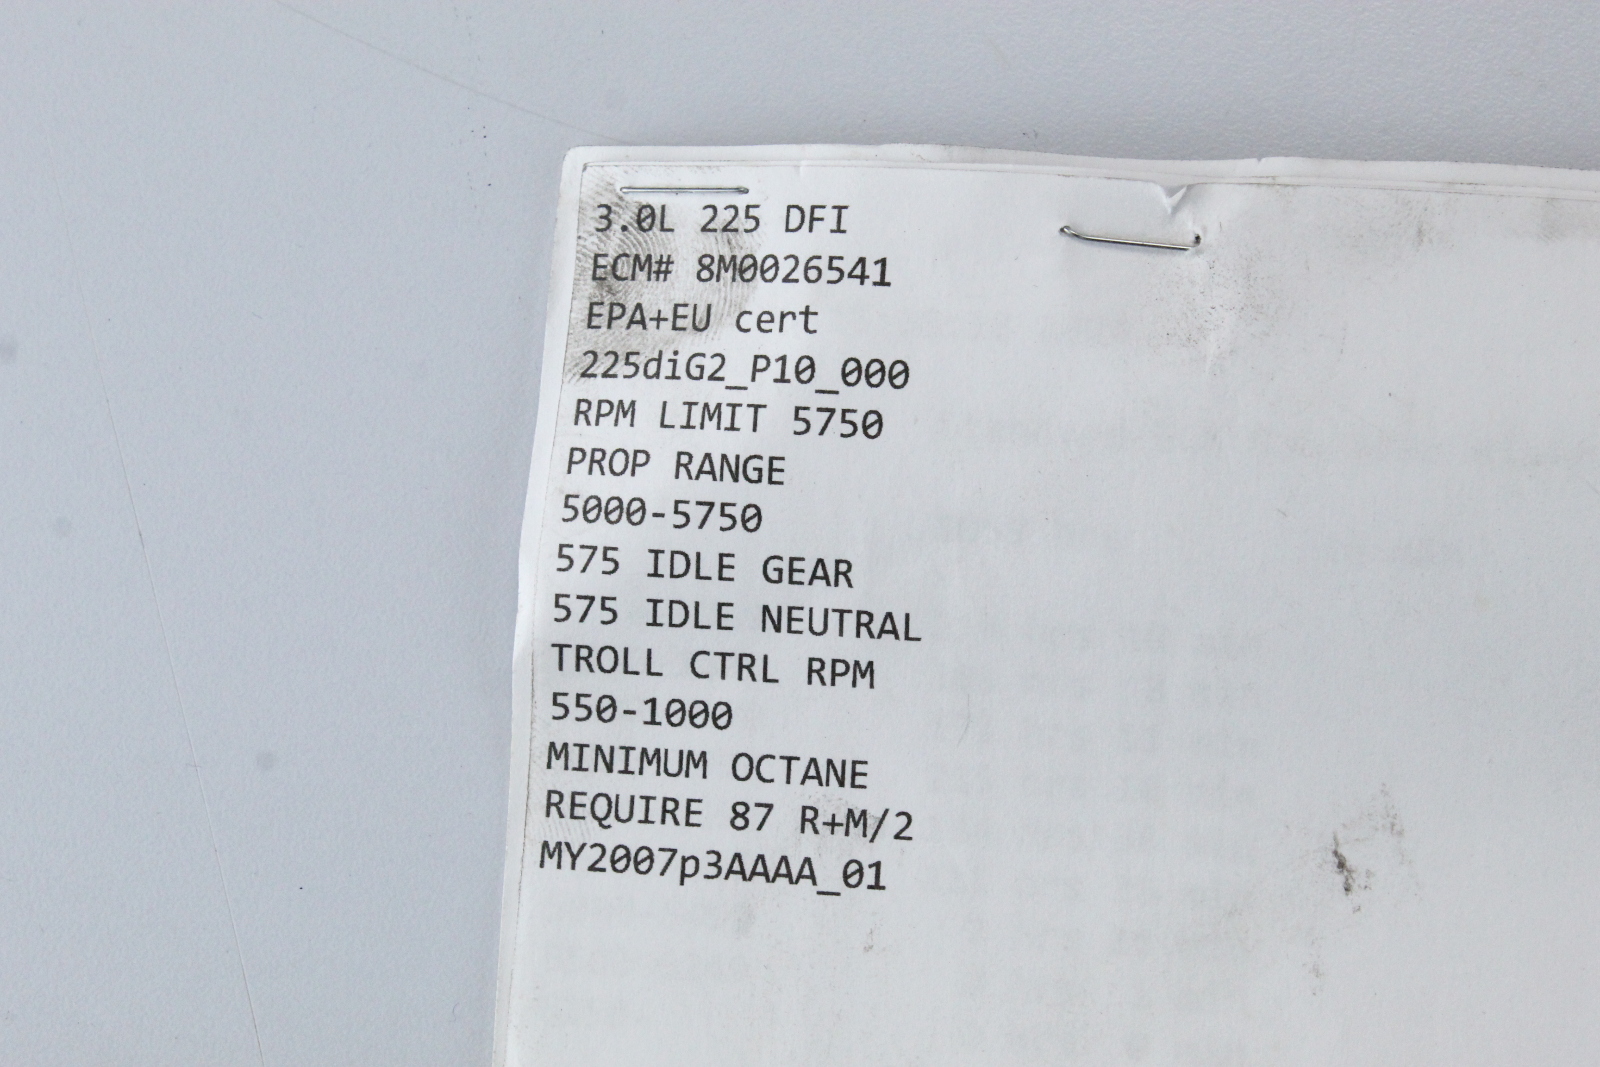 3.0L 225 DFI
ECM# 8M0026541
EPA+EU cert
225diG2_P10_000
RPM LIMIT 5750
PROP RANGE
5000-5750
575 IDLE GEAR
575 IDLE NEUTRAL
TROLL CTRL RPM
550-1000
MINIMUM OCTANE
REQUIRE 87 R+M/2
MY2007p3AAAA_01